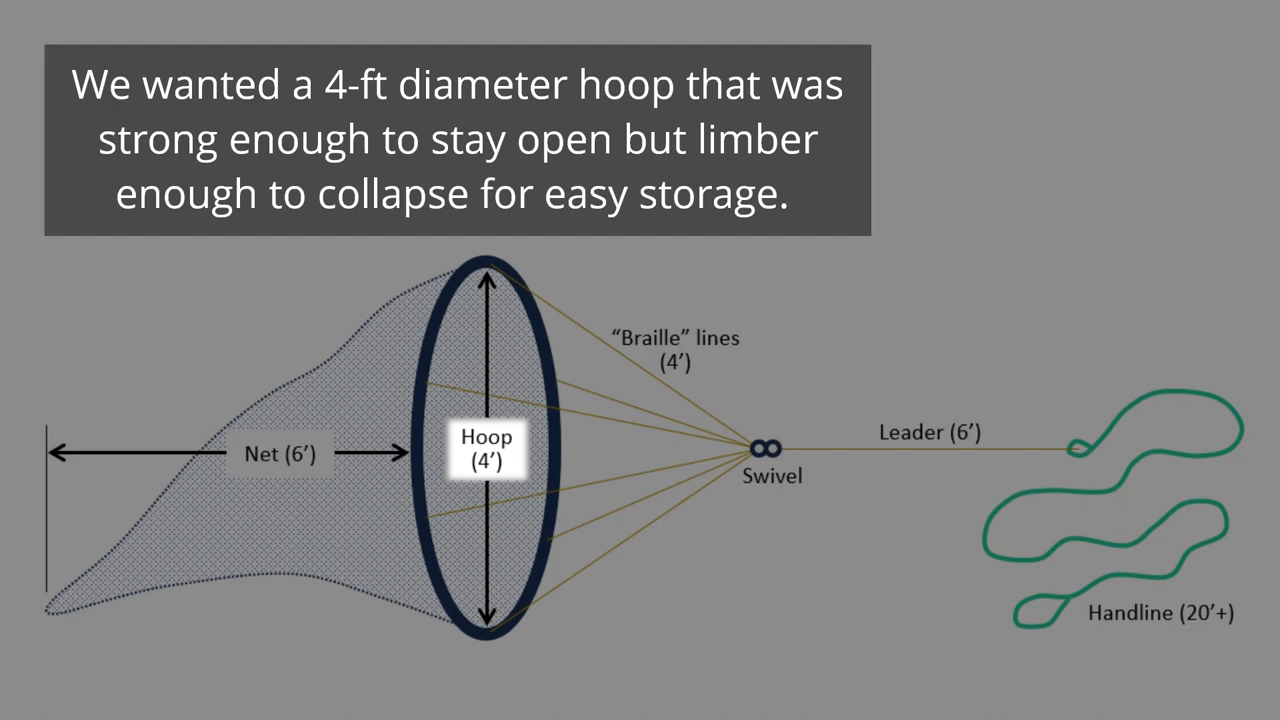 We wanted a 4-ft diameter hoop that was
strong enough to stay open but limber
enough to collapse for easy storage.
“Braille” lines
(4’)
Net (6’)
Hoop
(4’)
Leader (6’)
Swivel
Handline (20’+)